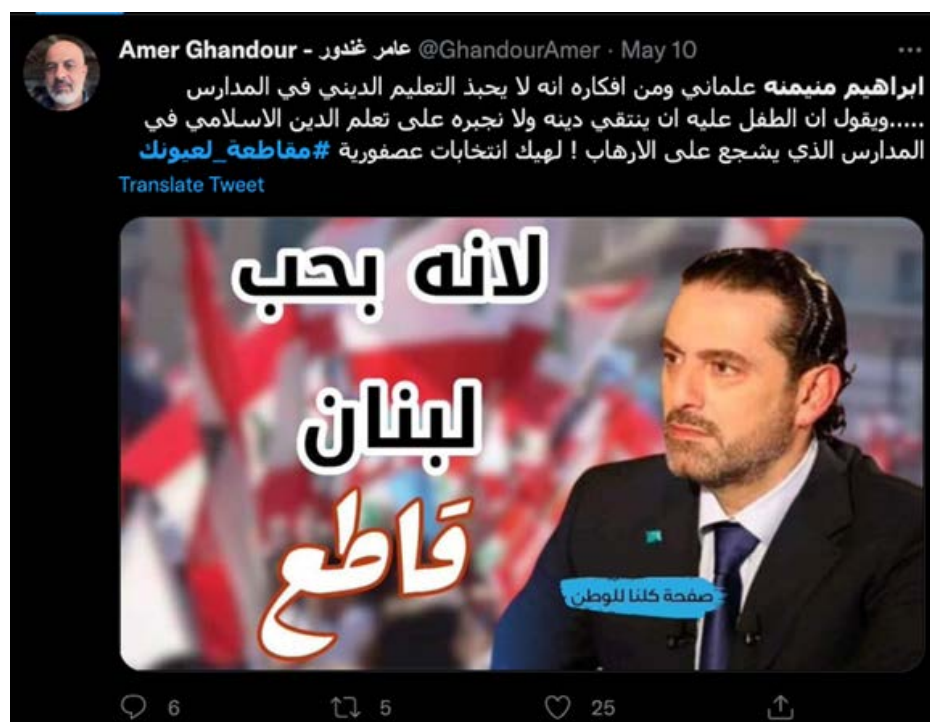 Amer Ghandour - عامر غندور @GhandourAmer · May 10
ابراهيم منيمنه علماني ومن افكاره انه لا يحبذ التعليم الديني في المدارس
.....ويقول ان الطفل عليه ان ينتقي دينه ولا نجبره على تعلم الدين الاسلامي في
المدارس الذي يشجع على الارهاب ! لهيك انتخابات عصفورية #مقاطعة_لعيونك
Translate Tweet
لانه بحب
لبنان
قاطع
صفحة كلنا للوطن
6 5 25